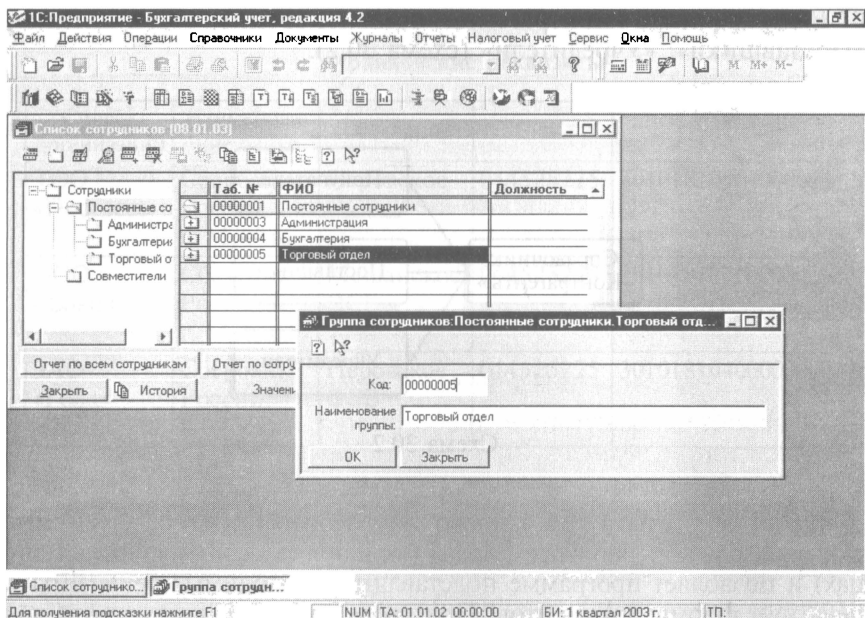 1С:Предприятие - Бухгалтерский учет, редакция 4.2
Файл Действия Операции Справочники Документы Журналы Отчеты Налоговый учет Сервис Окна Помощь
M M+ M-
Список сотрудников (08.01.03)
Сотрудники
Постоянные со
Администра
Бухгалтерия
Торговый о
Совместители
Таб. № ФИО Должность
00000001 Постоянные сотрудники
00000003 Администрация
00000004 Бухгалтерия
00000005 Торговый отдел
Отчет по всем сотрудникам Отчет по сотру
Закрыть История Значени
Группа сотрудников:Постоянные сотрудники.Торговый отд...
Код: 00000005
Наименование группы: Торговый отдел
OK Закрыть
Список сотруднико... Группа сотрудн...
Для получения подсказки нажмите F1 NUM TA: 01.01.02 00:00:00 БИ: 1 квартал 2003 г. ТП: